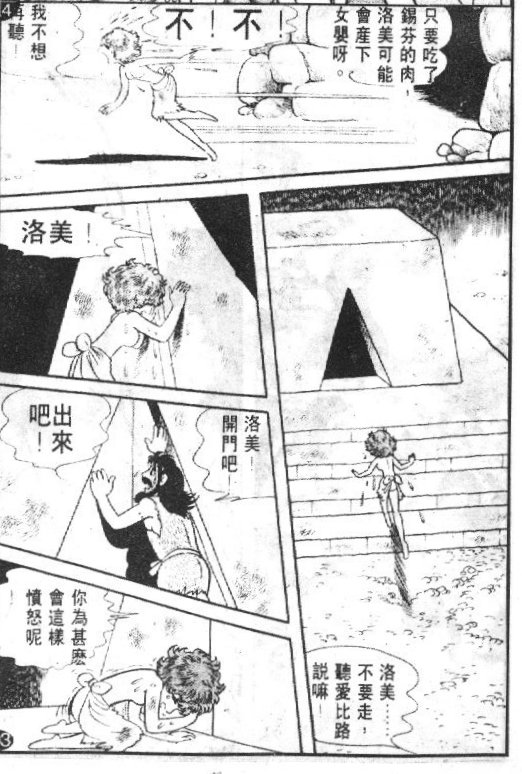 只要吃了
錫芬的肉，
洛美可能
會產下
女嬰呀。
不！不！
我不想
再聽！
4
洛美……
不要走，
聽愛比路
說嘛！
洛美！
洛美！
開門吧！
出來
吧！
你為甚麼
會這樣
憤怒呢
！
3